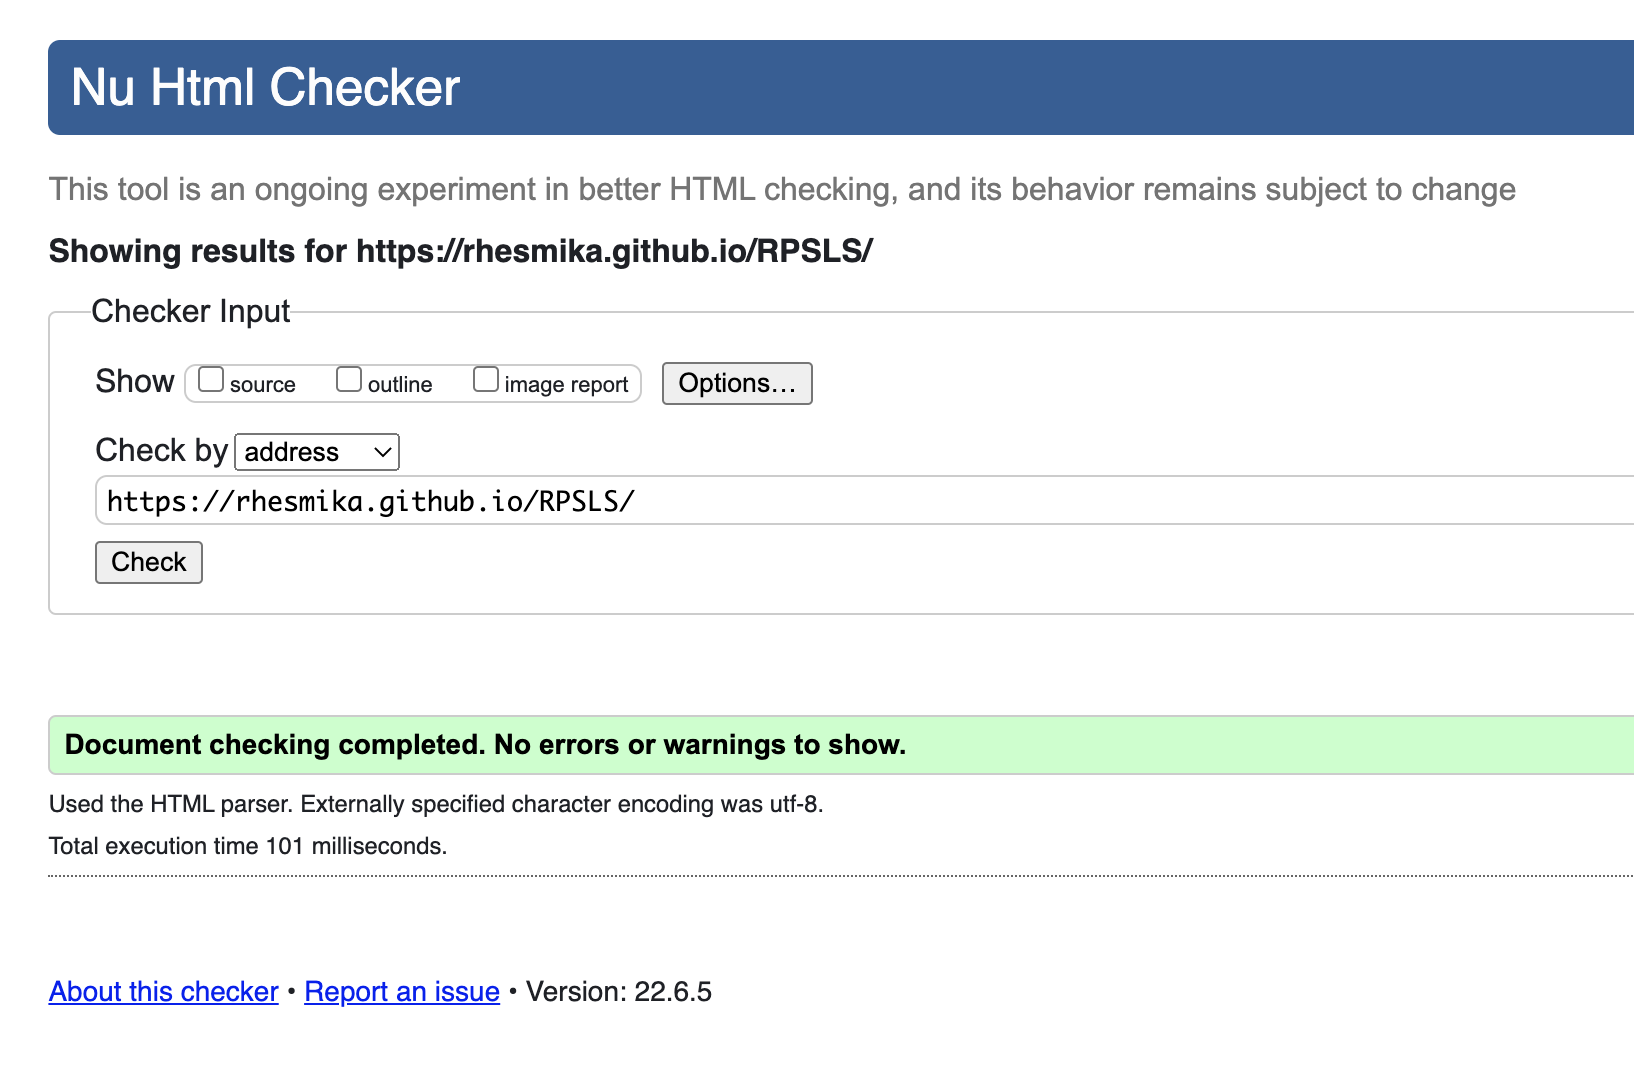 Nu Html Checker
This tool is an ongoing experiment in better HTML checking, and its behavior remains subject to change
Showing results for https://rhesmika.github.io/RPSLS/
Checker Input
Show source outline image report Options…
Check by address
https://rhesmika.github.io/RPSLS/
Check
Document checking completed. No errors or warnings to show.
Used the HTML parser. Externally specified character encoding was utf-8.
Total execution time 101 milliseconds.
About this checker • Report an issue • Version: 22.6.5